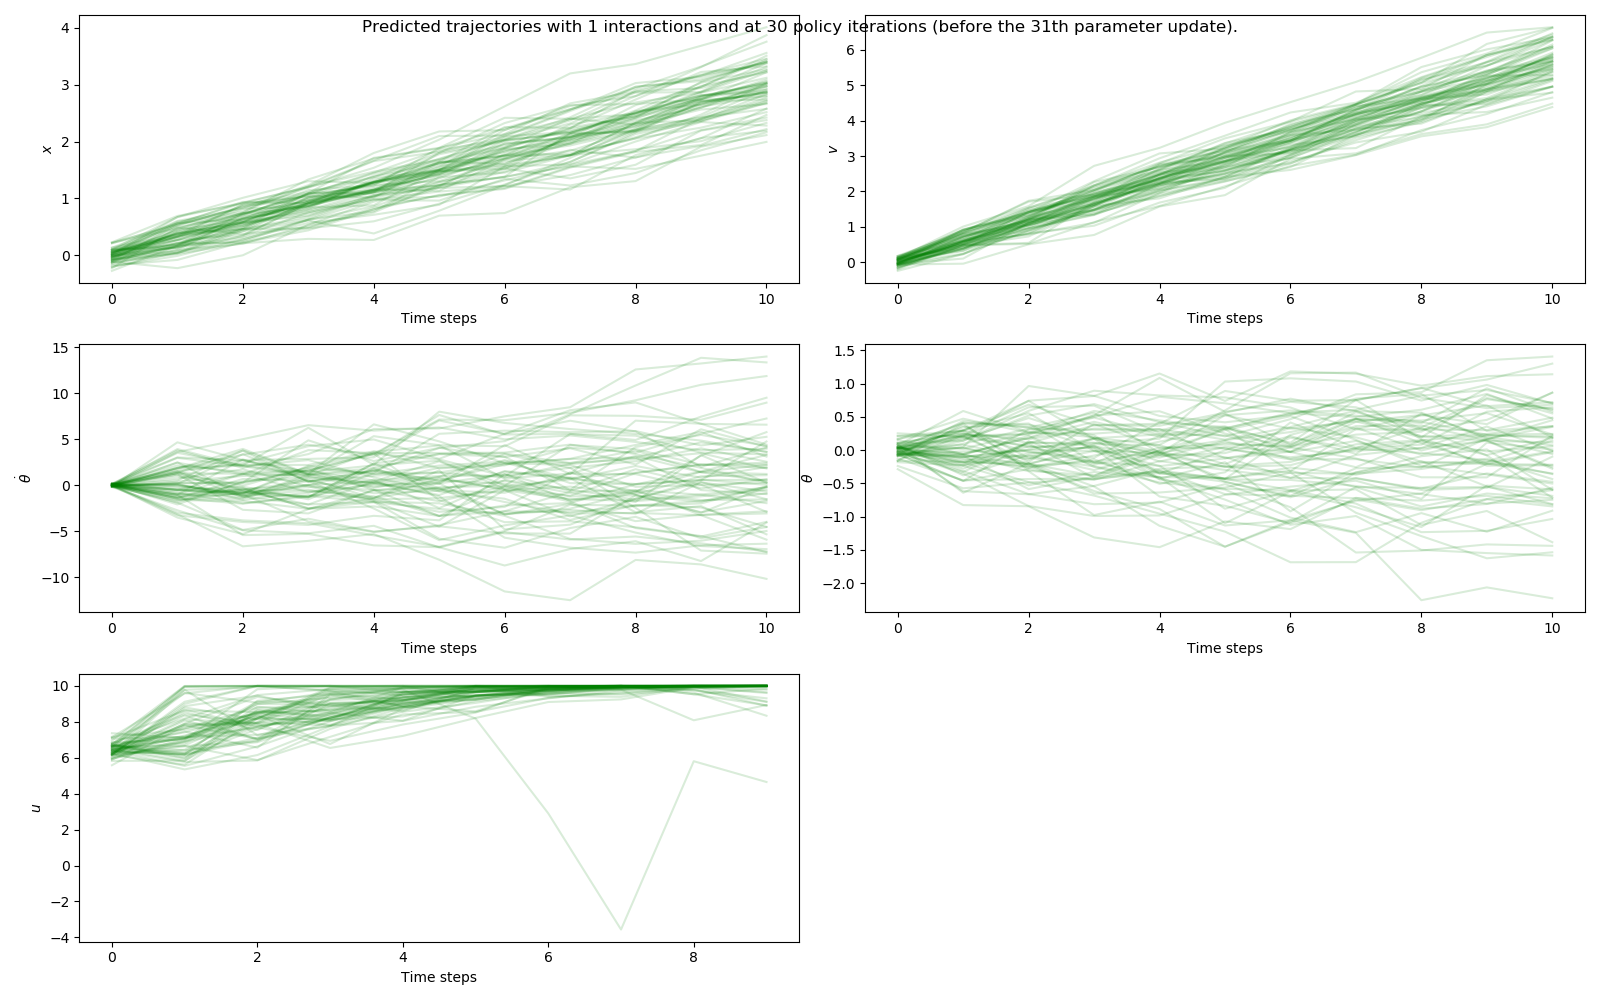 Predicted trajectories with 1 interactions and at 30 policy iterations (before the 31th parameter update).
4
3
2
1
0
x
0 2 4 6 8 10
Time steps
6
5
4
3
2
1
0
v
0 2 4 6 8 10
Time steps
15
10
5
0
−5
−10
θ̇
0 2 4 6 8 10
Time steps
1.5
1.0
0.5
0.0
−0.5
−1.0
−1.5
−2.0
θ
0 2 4 6 8 10
Time steps
10
8
6
4
2
0
−2
−4
u
0 2 4 6 8
Time steps